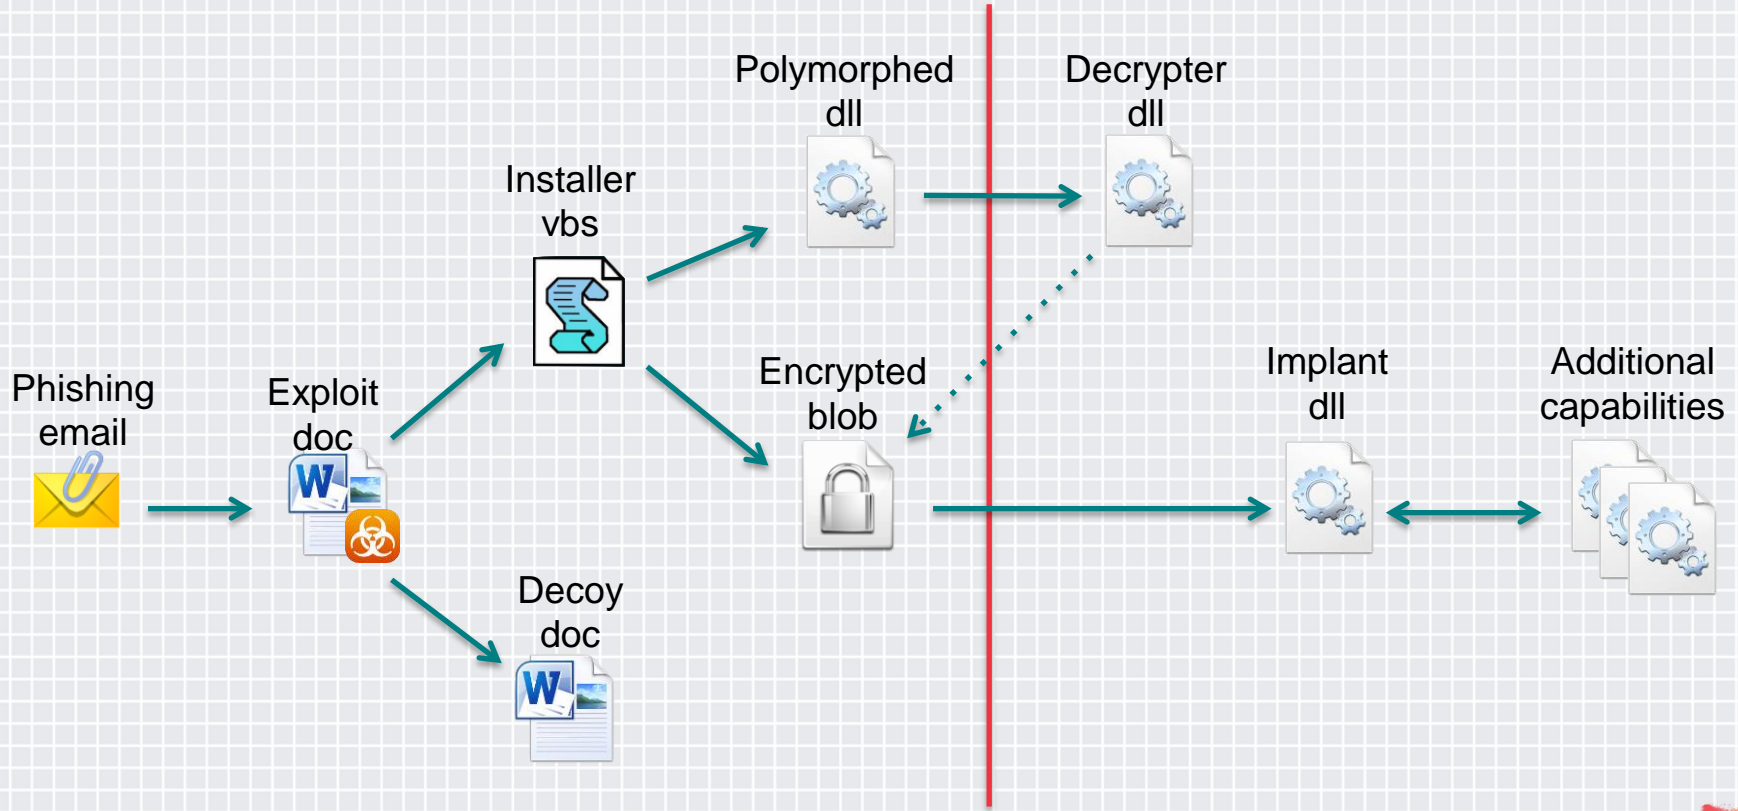 Polymorphed
dll
Decrypter
dll
Installer
vbs
Phishing
email
Exploit
doc
Encrypted
blob
Implant
dll
Additional
capabilities
Decoy
doc